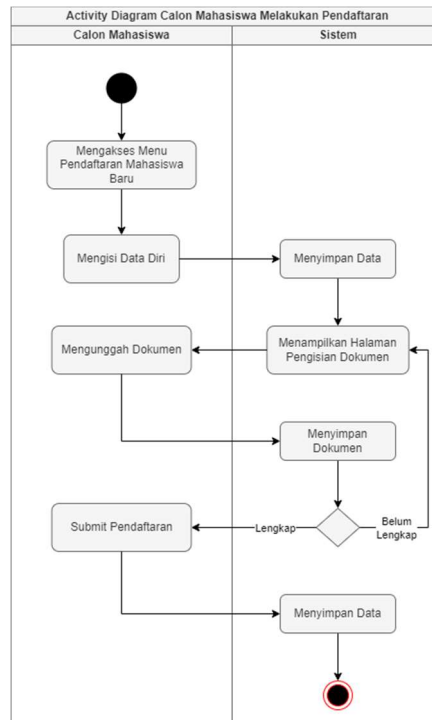 Activity Diagram Calon Mahasiswa Melakukan Pendaftaran
Calon Mahasiswa
Sistem
Mengakses Menu
Pendaftaran Mahasiswa
Baru
Mengisi Data Diri
Menyimpan Data
Menampilkan Halaman
Pengisian Dokumen
Mengunggah Dokumen
Menyimpan
Dokumen
Lengkap
Belum
Lengkap
Submit Pendaftaran
Menyimpan Data